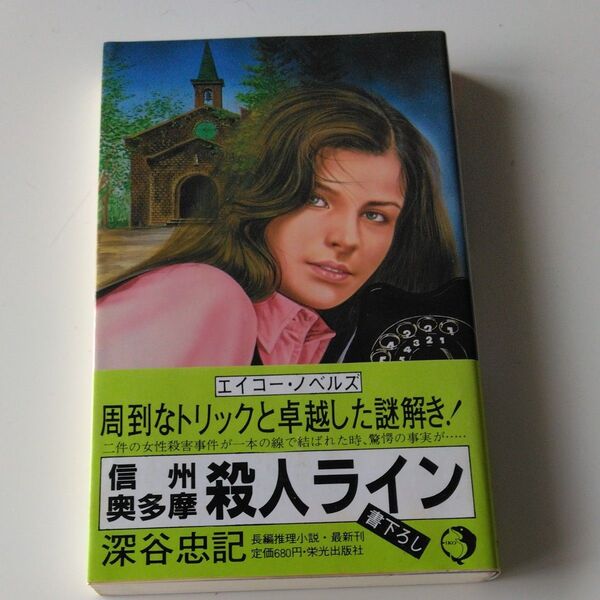 エイコー・ノベルズ
周到なトリックと卓越した謎解き!
二件の女性殺害事件が一本の線で結ばれた時、驚愕の事実が……
信州
奥多摩
殺人ライン
書下ろし
深谷忠記
長編推理小説・最新刊
定価680円・栄光出版社